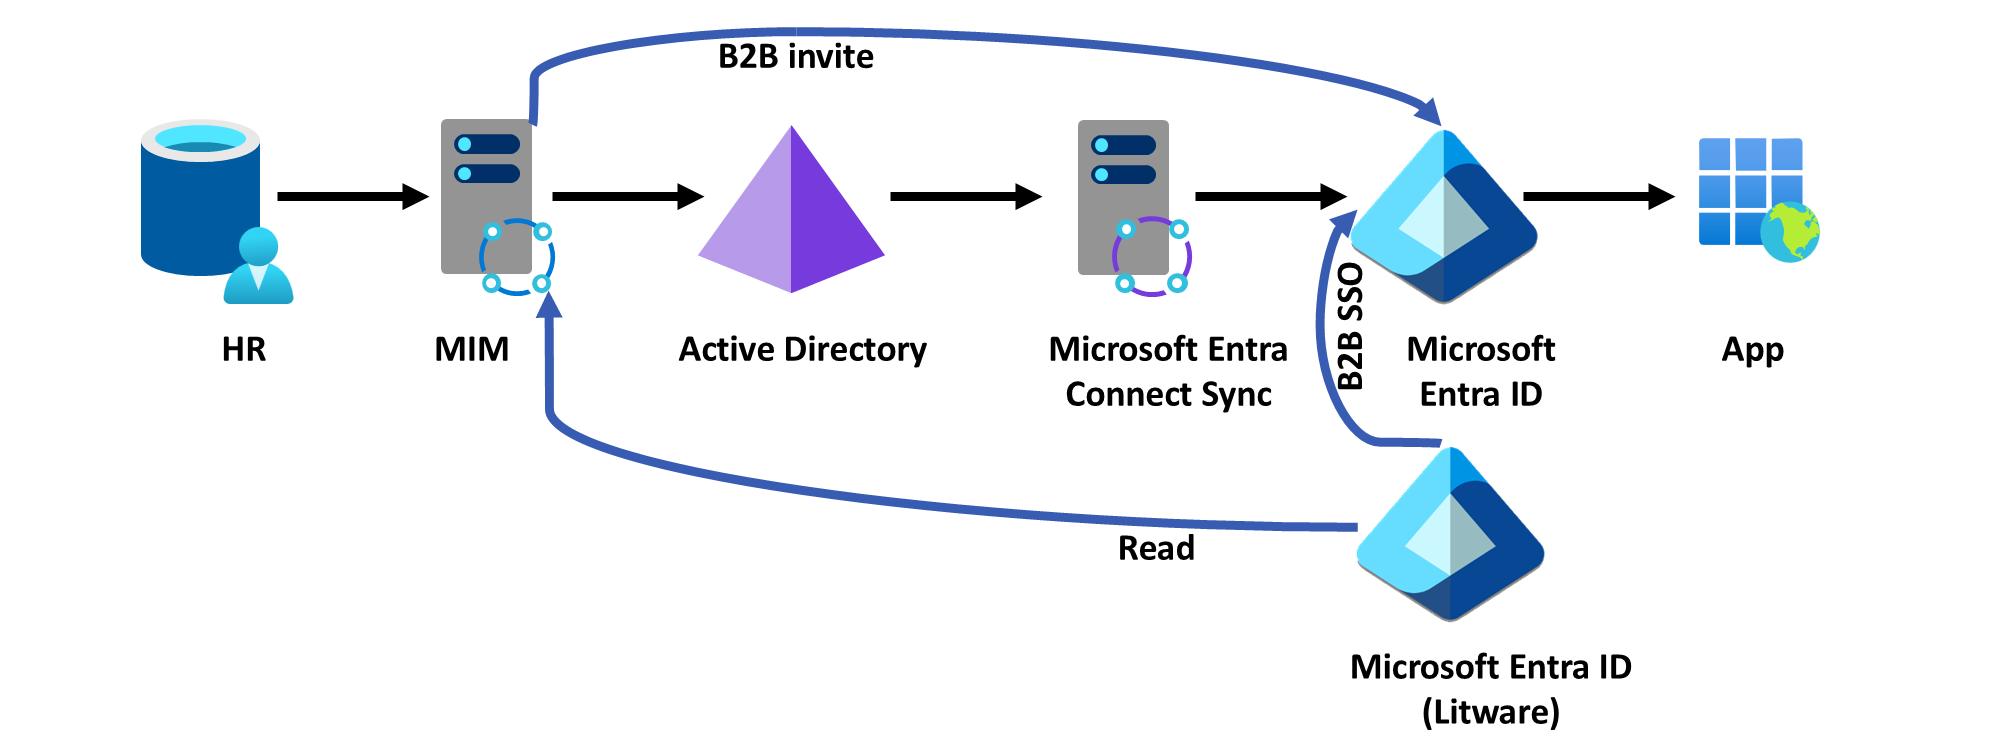 B2B invite
HR
MIM
Active Directory
Microsoft Entra
Connect Sync
B2B SSO
Microsoft
Entra ID
App
Read
Microsoft Entra ID
(Litware)